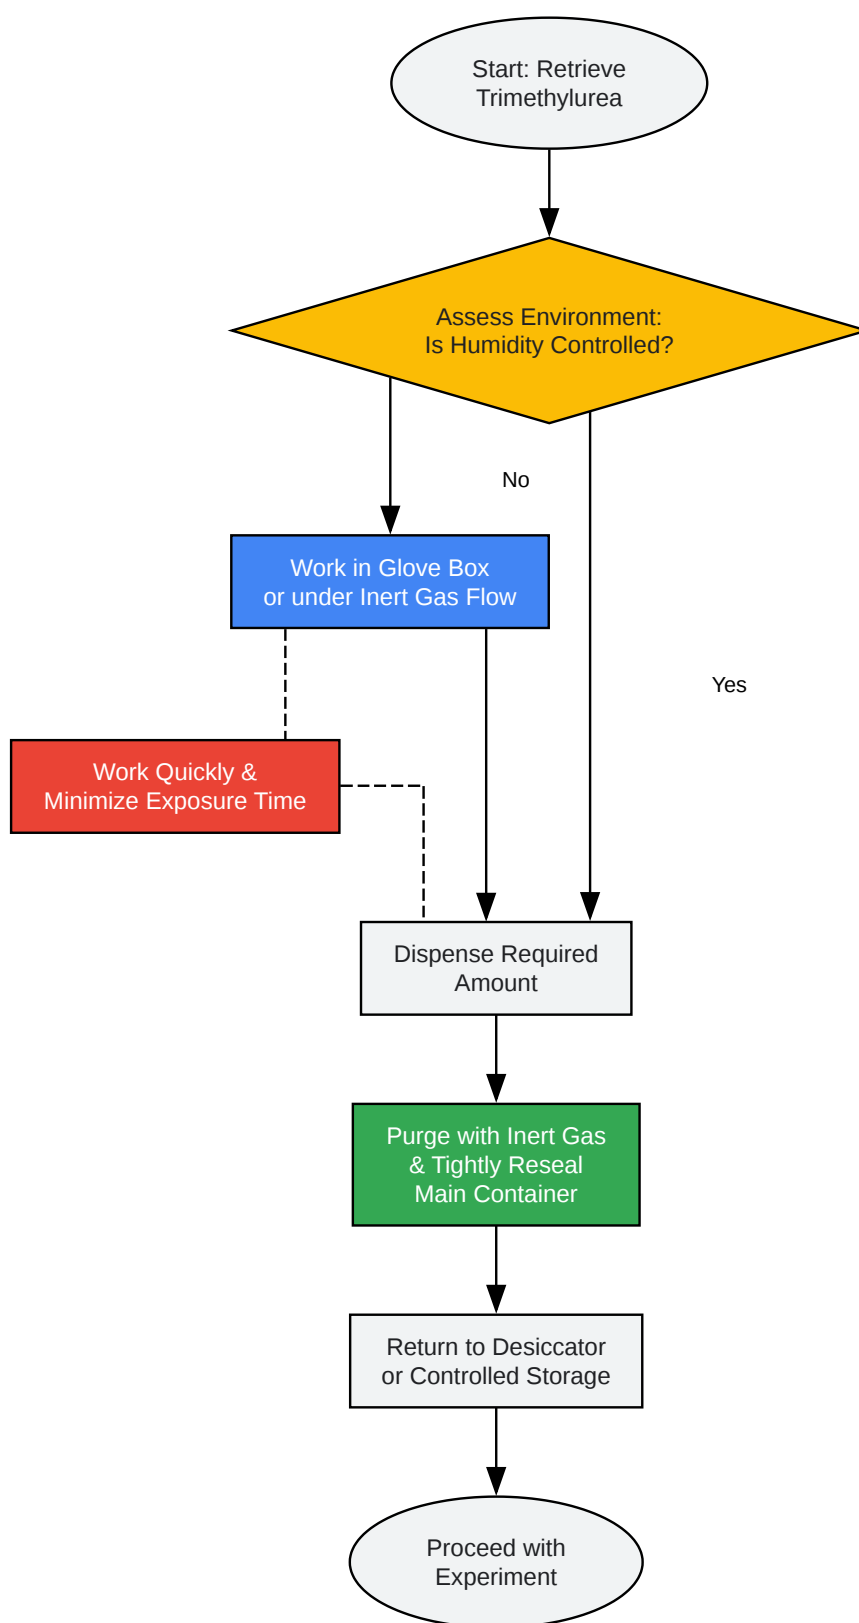 Start: Retrieve
Trimethylurea
Assess Environment:
Is Humidity Controlled?
No
Work in Glove Box
or under Inert Gas Flow
Yes
Work Quickly &
Minimize Exposure Time
Dispense Required
Amount
Purge with Inert Gas
& Tightly Reseal
Main Container
Return to Desiccator
or Controlled Storage
Proceed with
Experiment